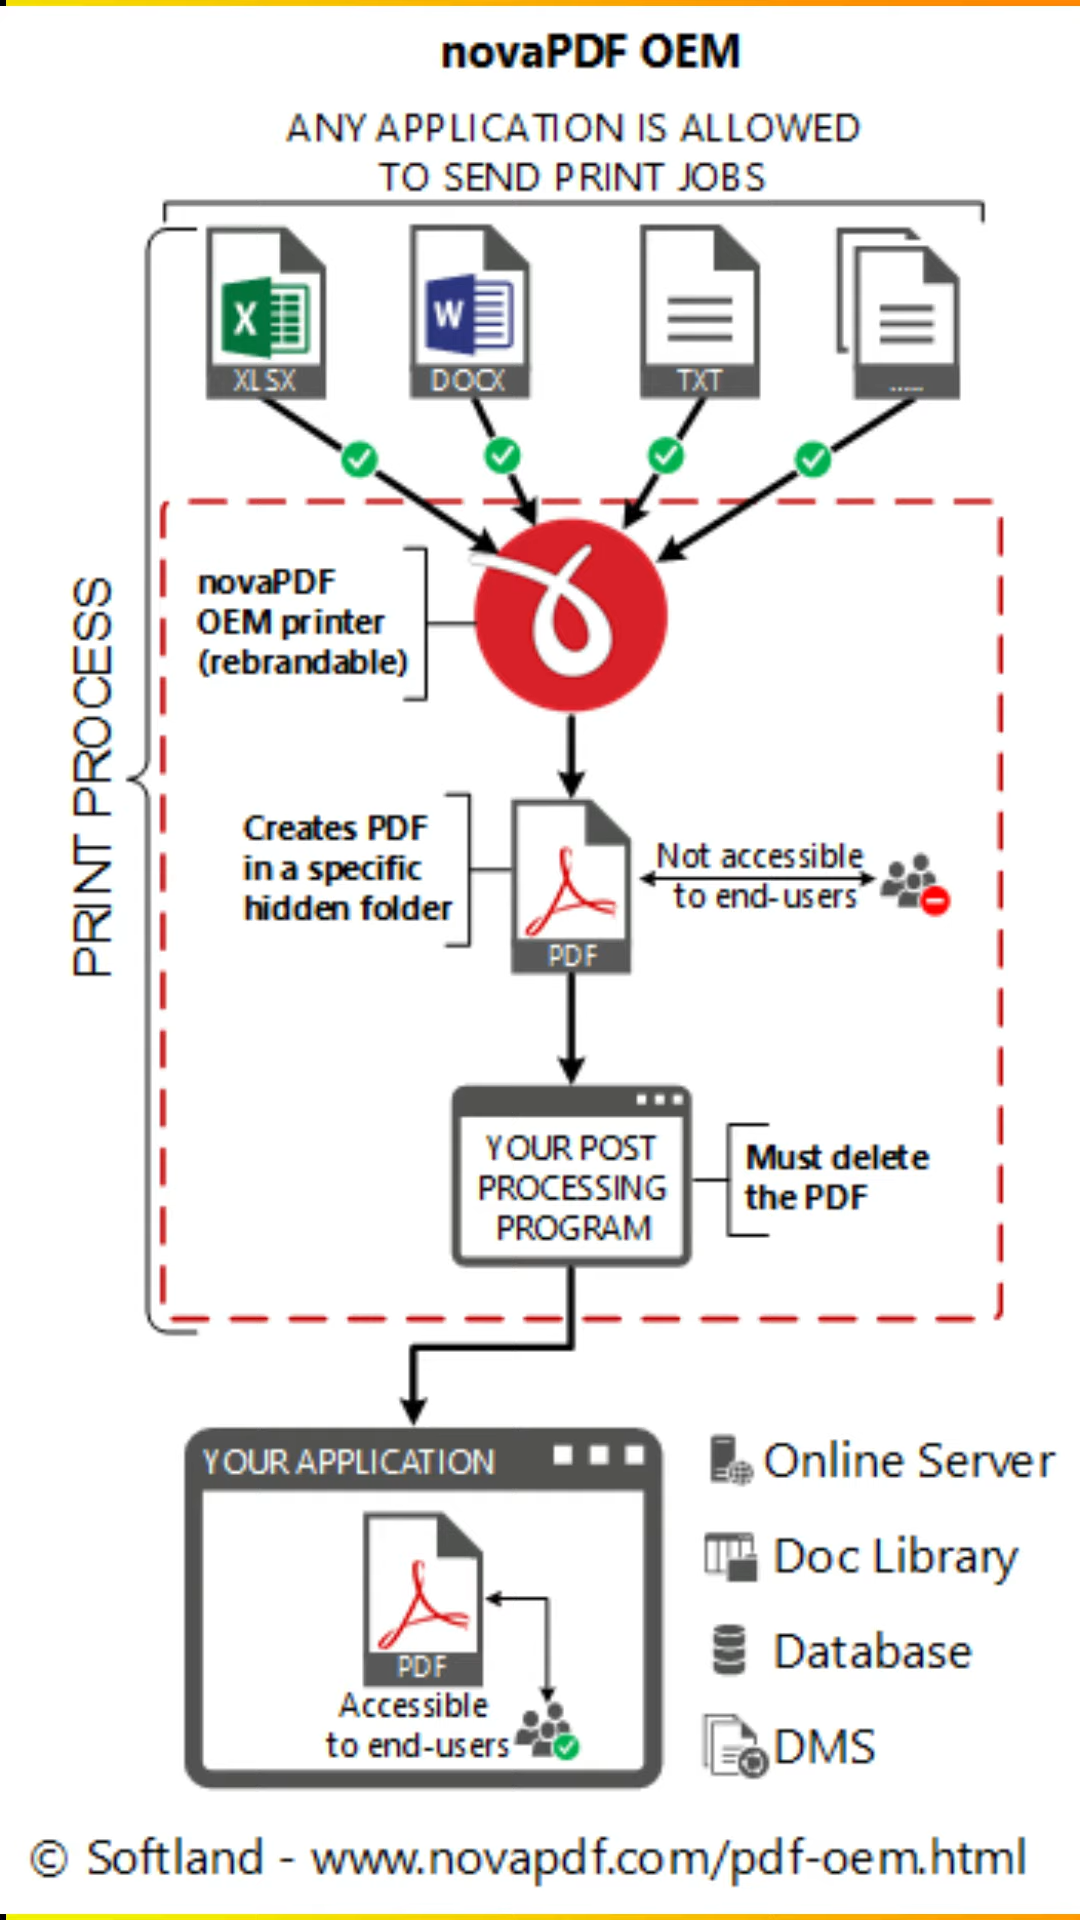 novaPDF OEM
ANY APPLICATION IS ALLOWED
TO SEND PRINT JOBS
X
XLSX
W
DOCX
TXT
.....
PRINT PROCESS
novaPDF
OEM printer
(rebrandable)
Creates PDF
in a specific
hidden folder
PDF
Not accessible
to end-users
YOUR POST
PROCESSING
PROGRAM
Must delete
the PDF
YOUR APPLICATION
PDF
Accessible
to end-users
Online Server
Doc Library
Database
DMS
© Softland - www.novapdf.com/pdf-oem.html